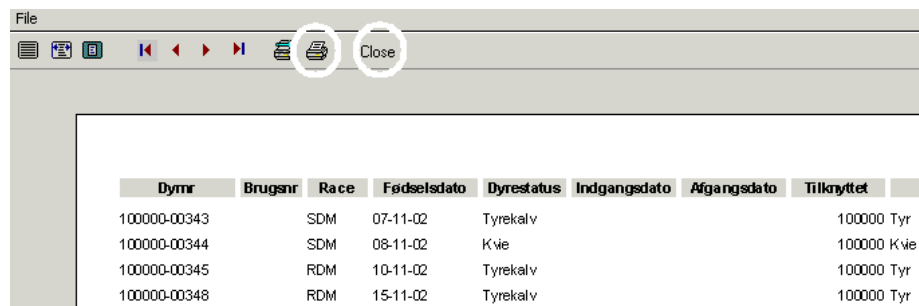 File
Close
Dyrnr Brugsnr Race Fødselsdato Dyrestatus Indgangsdato Afgangsdato Tilknyttet
100000-00343 SDM 07-11-02 Tyrekalv 100000 Tyr
100000-00344 SDM 08-11-02 Kvie 100000 Kvie
100000-00345 RDM 10-11-02 Tyrekalv 100000 Tyr
100000-00348 RDM 15-11-02 Tyrekalv 100000 Tyr